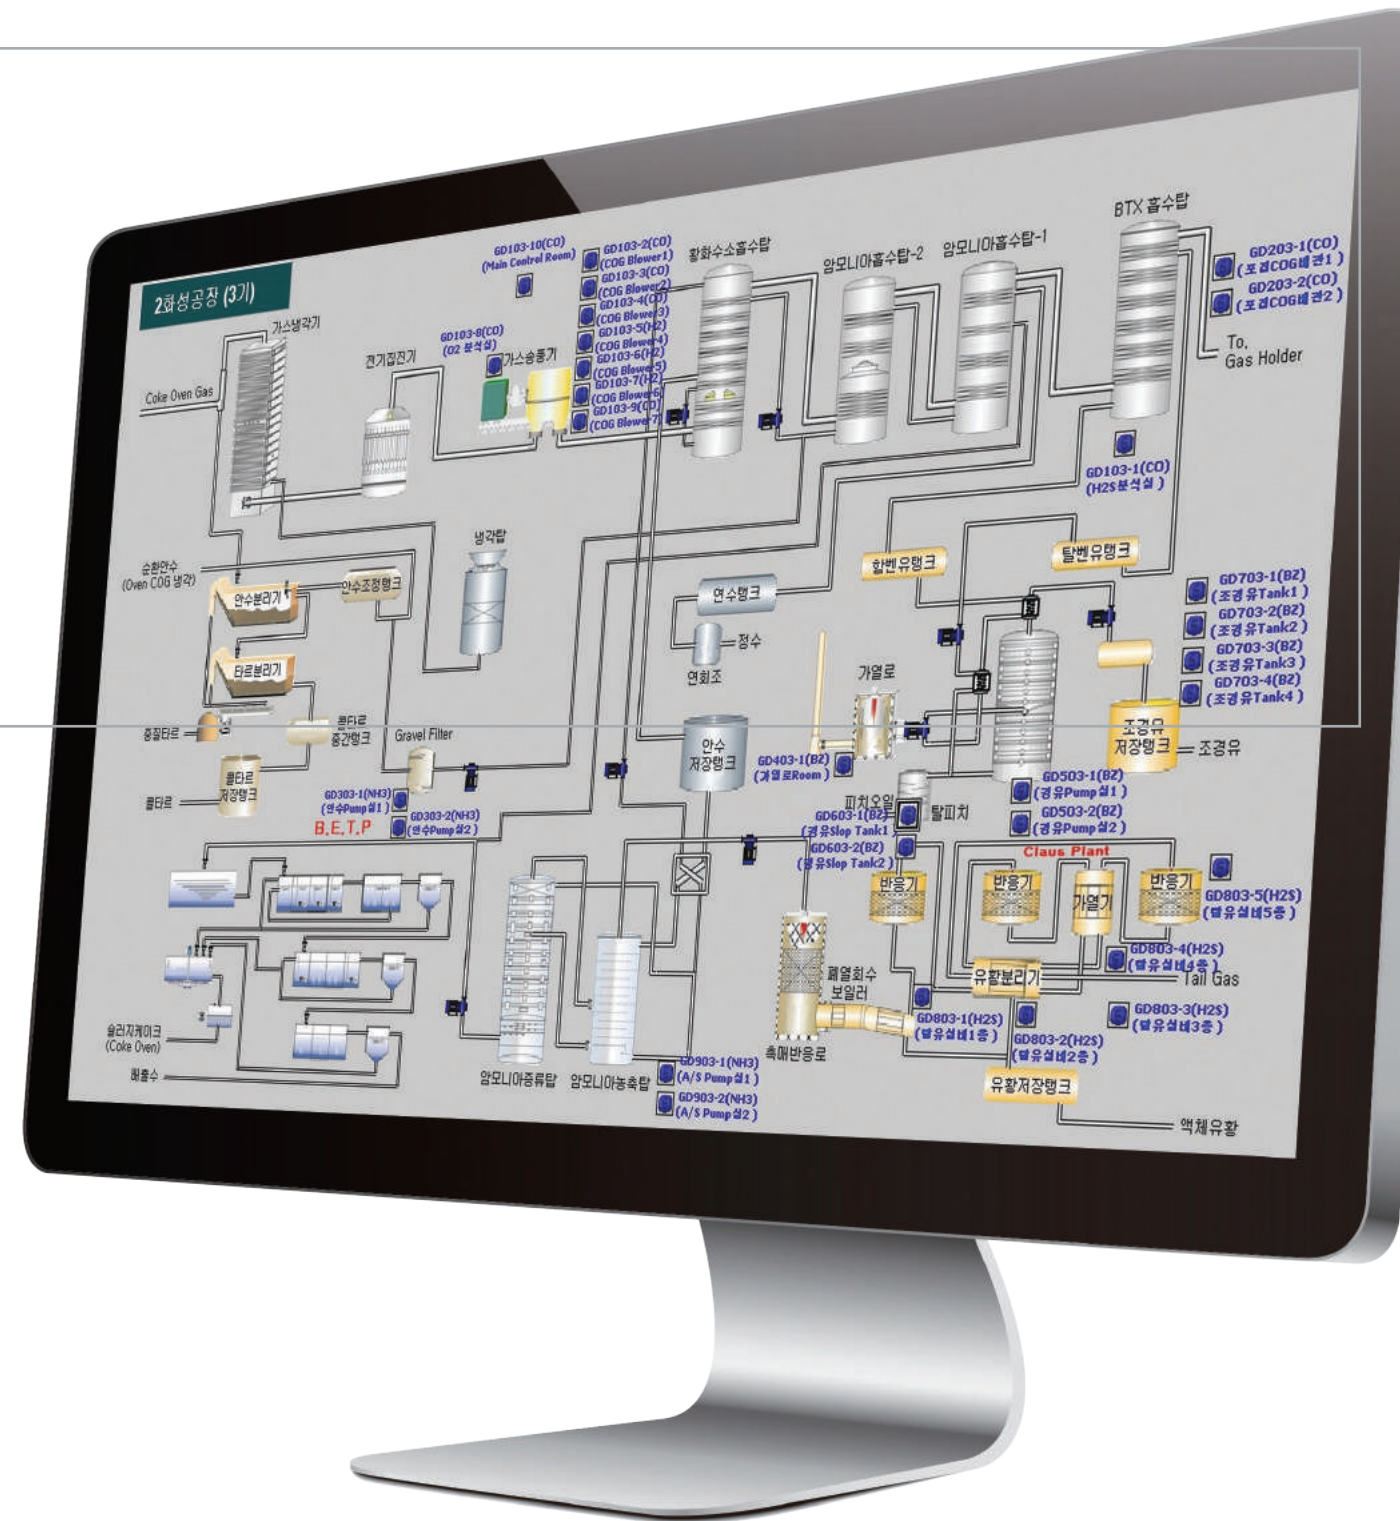 2화성공장 (3기)
가스냉각기
Coke Oven Gas
전기집진기
GD103-10(CO)
(Main Control Room)
GD103-8(CO)
(O2 분석실)
가스송풍기
GD103-2(CO)
(COG Blower1)
GD103-3(CO)
(COG Blower2)
GD103-4(CO)
(COG Blower3)
GD103-5(H2)
(COG Blower4)
GD103-6(H2)
(COG Blower5)
GD103-7(H2)
(COG Blower6)
GD103-9(CO)
(COG Blower7)
황화수소흡수탑
암모니아흡수탑-2
암모니아흡수탑-1
BTX 흡수탑
GD203-1(CO)
(포집COG배관1 )
GD203-2(CO)
(포집COG배관2 )
To,
Gas Holder
GD103-1(CO)
(H2S분석실 )
냉각탑
순환안수
(Oven COG 냉각)
안수분리기
안수조정탱크
타르분리기
중질타르
콜타르
중간탱크
콜타르
저장탱크
콜타르
Gravel Filter
GD303-1(NH3)
(안수Pump실1 )
GD303-2(NH3)
(안수Pump실2 )
B.E.T.P
연수탱크
정수
연회조
안수
저장탱크
함벤유탱크
탈벤유탱크
가열로
GD403-1(BZ)
(가열로Room )
GD703-1(BZ)
(조경유Tank1 )
GD703-2(BZ)
(조경유Tank2 )
GD703-3(BZ)
(조경유Tank3 )
GD703-4(BZ)
(조경유Tank4 )
조경유
저장탱크
조경유
피치오일
탈피치
GD603-1(BZ)
(경유Slop Tank1 )
GD603-2(BZ)
(경유Slop Tank2 )
GD503-1(BZ)
(경유Pump실1 )
GD503-2(BZ)
(경유Pump실2 )
Claus Plant
반응기
반응기
가열기
반응기
GD803-5(H2S)
(탈유설비5층 )
GD803-4(H2S)
(탈유설비4층 )
Tail Gas
유황분리기
GD803-3(H2S)
(탈유설비3층 )
GD803-1(H2S)
(탈유설비1층 )
GD803-2(H2S)
(탈유설비2층 )
폐열회수
보일러
촉매반응로
유황저장탱크
액체유황
슬러지케이크
(Coke Oven)
배출수
암모니아증류탑
암모니아농축탑
GD903-1(NH3)
(A/S Pump실1 )
GD903-2(NH3)
(A/S Pump실2 )